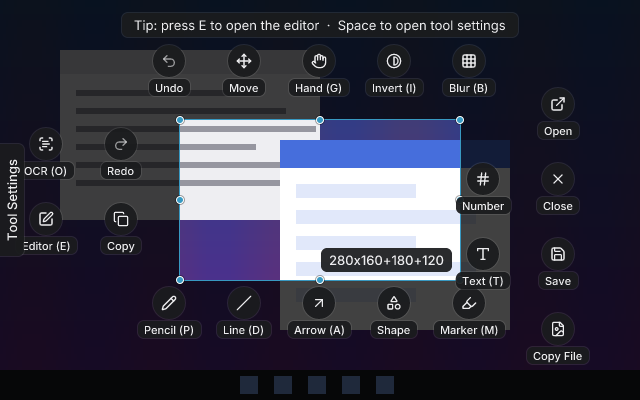 Tip: press E to open the editor · Space to open tool settings
Undo
Move
Hand (G)
Invert (I)
Blur (B)
Open
OCR (O)
Redo
Tool Settings
Number
Close
Editor (E)
Copy
280x160+180+120
Text (T)
Save
Pencil (P)
Line (D)
Arrow (A)
Shape
Marker (M)
Copy File